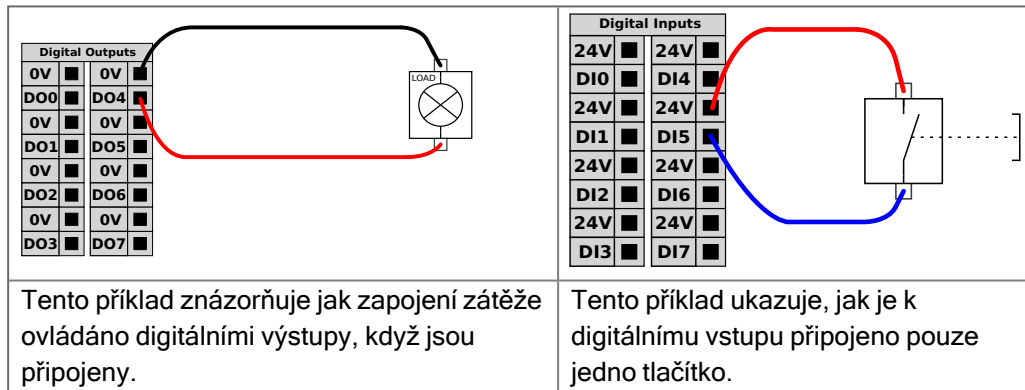 Digital Outputs
0V 0V
DO0 DO4
0V 0V
DO1 DO5
0V 0V
DO2 DO6
0V 0V
DO3 DO7
LOAD
Digital Inputs
24V 24V
DI0 DI4
24V 24V
DI1 DI5
24V 24V
DI2 DI6
24V 24V
DI3 DI7
Tento příklad znázorňuje jak zapojení zátěže
ovládáno digitálními výstupy, když jsou
připojeny.
Tento příklad ukazuje, jak je k
digitálnímu vstupu připojeno pouze
jedno tlačítko.